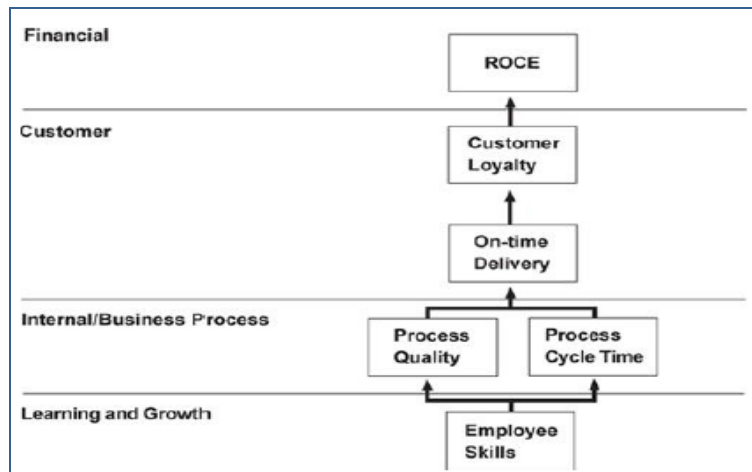 Financial
ROCE
Customer
Customer
Loyalty
On-time
Delivery
Internal/Business Process
Process
Quality
Process
Cycle Time
Learning and Growth
Employee
Skills